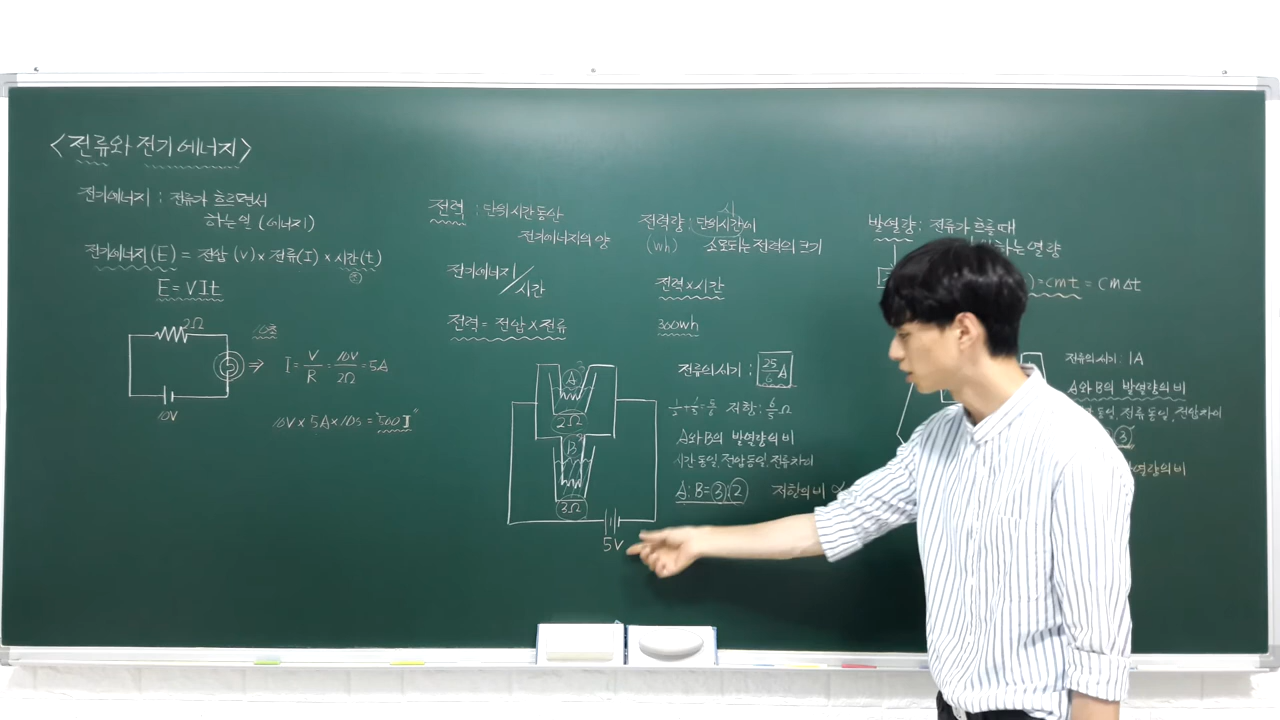 <전류와 전기에너지>
전기에너지 : 전류가 흐르면서
하는일 (에너지)
전기에너지(E) = 전압 (V) × 전류(I) × 시간(t)
E = VIt
2Ω
10초
10V
I = V/R = 10V/2Ω = 5A
10V × 5A × 10s = "500J"
전력 : 단위시간동안
전기에너지의 양
전기에너지/시간
전력 = 전압 × 전류
A
2Ω
B
3Ω
5V
전력량 : 단위시간에
시
(Wh) 소모되는 전력의 크기
전력×시간
300Wh
전류의 세기 : 25/6 A
저항 : 6/5 Ω
A와 B의 발열량의 비
시간 동일, 전압 동일, 전류 차이
A : B = ③ : ②
저항의 비
발열량 : 전류가 흐를 때
하는 열량
= cmt = cmΔt
전류의 세기 : 1A
A와 B의 발열량의 비
동일, 전류 동일, 전압 차이
③
발열량의 비